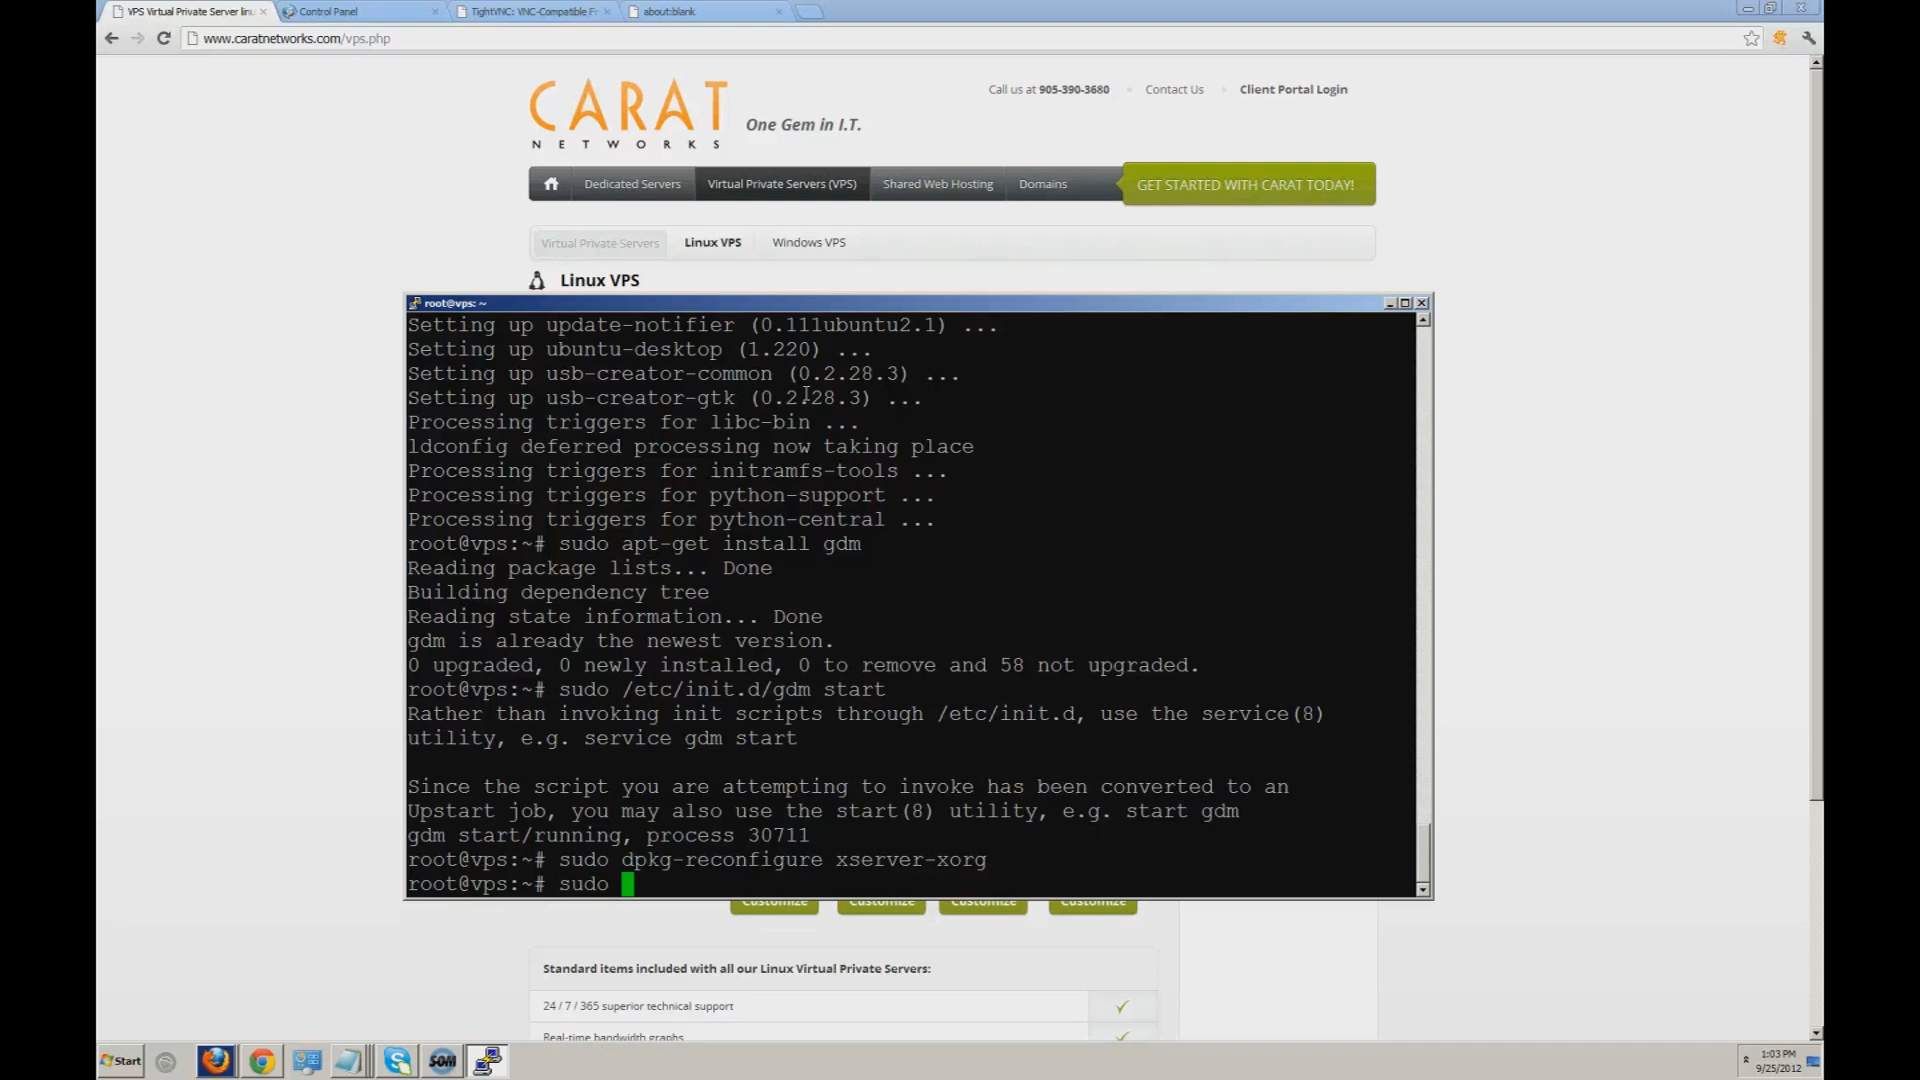 VPS Virtual Private Server linu
Control Panel
TightVNC: VNC-Compatible Fr
about:blank
www.caratnetworks.com/vps.php
CARAT
NETWORKS
One Gem in I.T.
Call us at 905-390-3680
Contact Us
Client Portal Login
Dedicated Servers
Virtual Private Servers (VPS)
Shared Web Hosting
Domains
GET STARTED WITH CARAT TODAY!
Virtual Private Servers
Linux VPS
Windows VPS
Linux VPS
root@vps: ~
Setting up update-notifier (0.111ubuntu2.1) ...
Setting up ubuntu-desktop (1.220) ...
Setting up usb-creator-common (0.2.28.3) ...
Setting up usb-creator-gtk (0.2.28.3) ...
Processing triggers for libc-bin ...
ldconfig deferred processing now taking place
Processing triggers for initramfs-tools ...
Processing triggers for python-support ...
Processing triggers for python-central ...
root@vps:~# sudo apt-get install gdm
Reading package lists... Done
Building dependency tree
Reading state information... Done
gdm is already the newest version.
0 upgraded, 0 newly installed, 0 to remove and 58 not upgraded.
root@vps:~# sudo /etc/init.d/gdm start
Rather than invoking init scripts through /etc/init.d, use the service(8)
utility, e.g. service gdm start
Since the script you are attempting to invoke has been converted to an
Upstart job, you may also use the start(8) utility, e.g. start gdm
gdm start/running, process 30711
root@vps:~# sudo dpkg-reconfigure xserver-xorg
root@vps:~# sudo
Customize
Customize
Customize
Customize
Standard items included with all our Linux Virtual Private Servers:
24 / 7 / 365 superior technical support
Real-time bandwidth graphs
Start
SOM
1:03 PM
9/25/2012